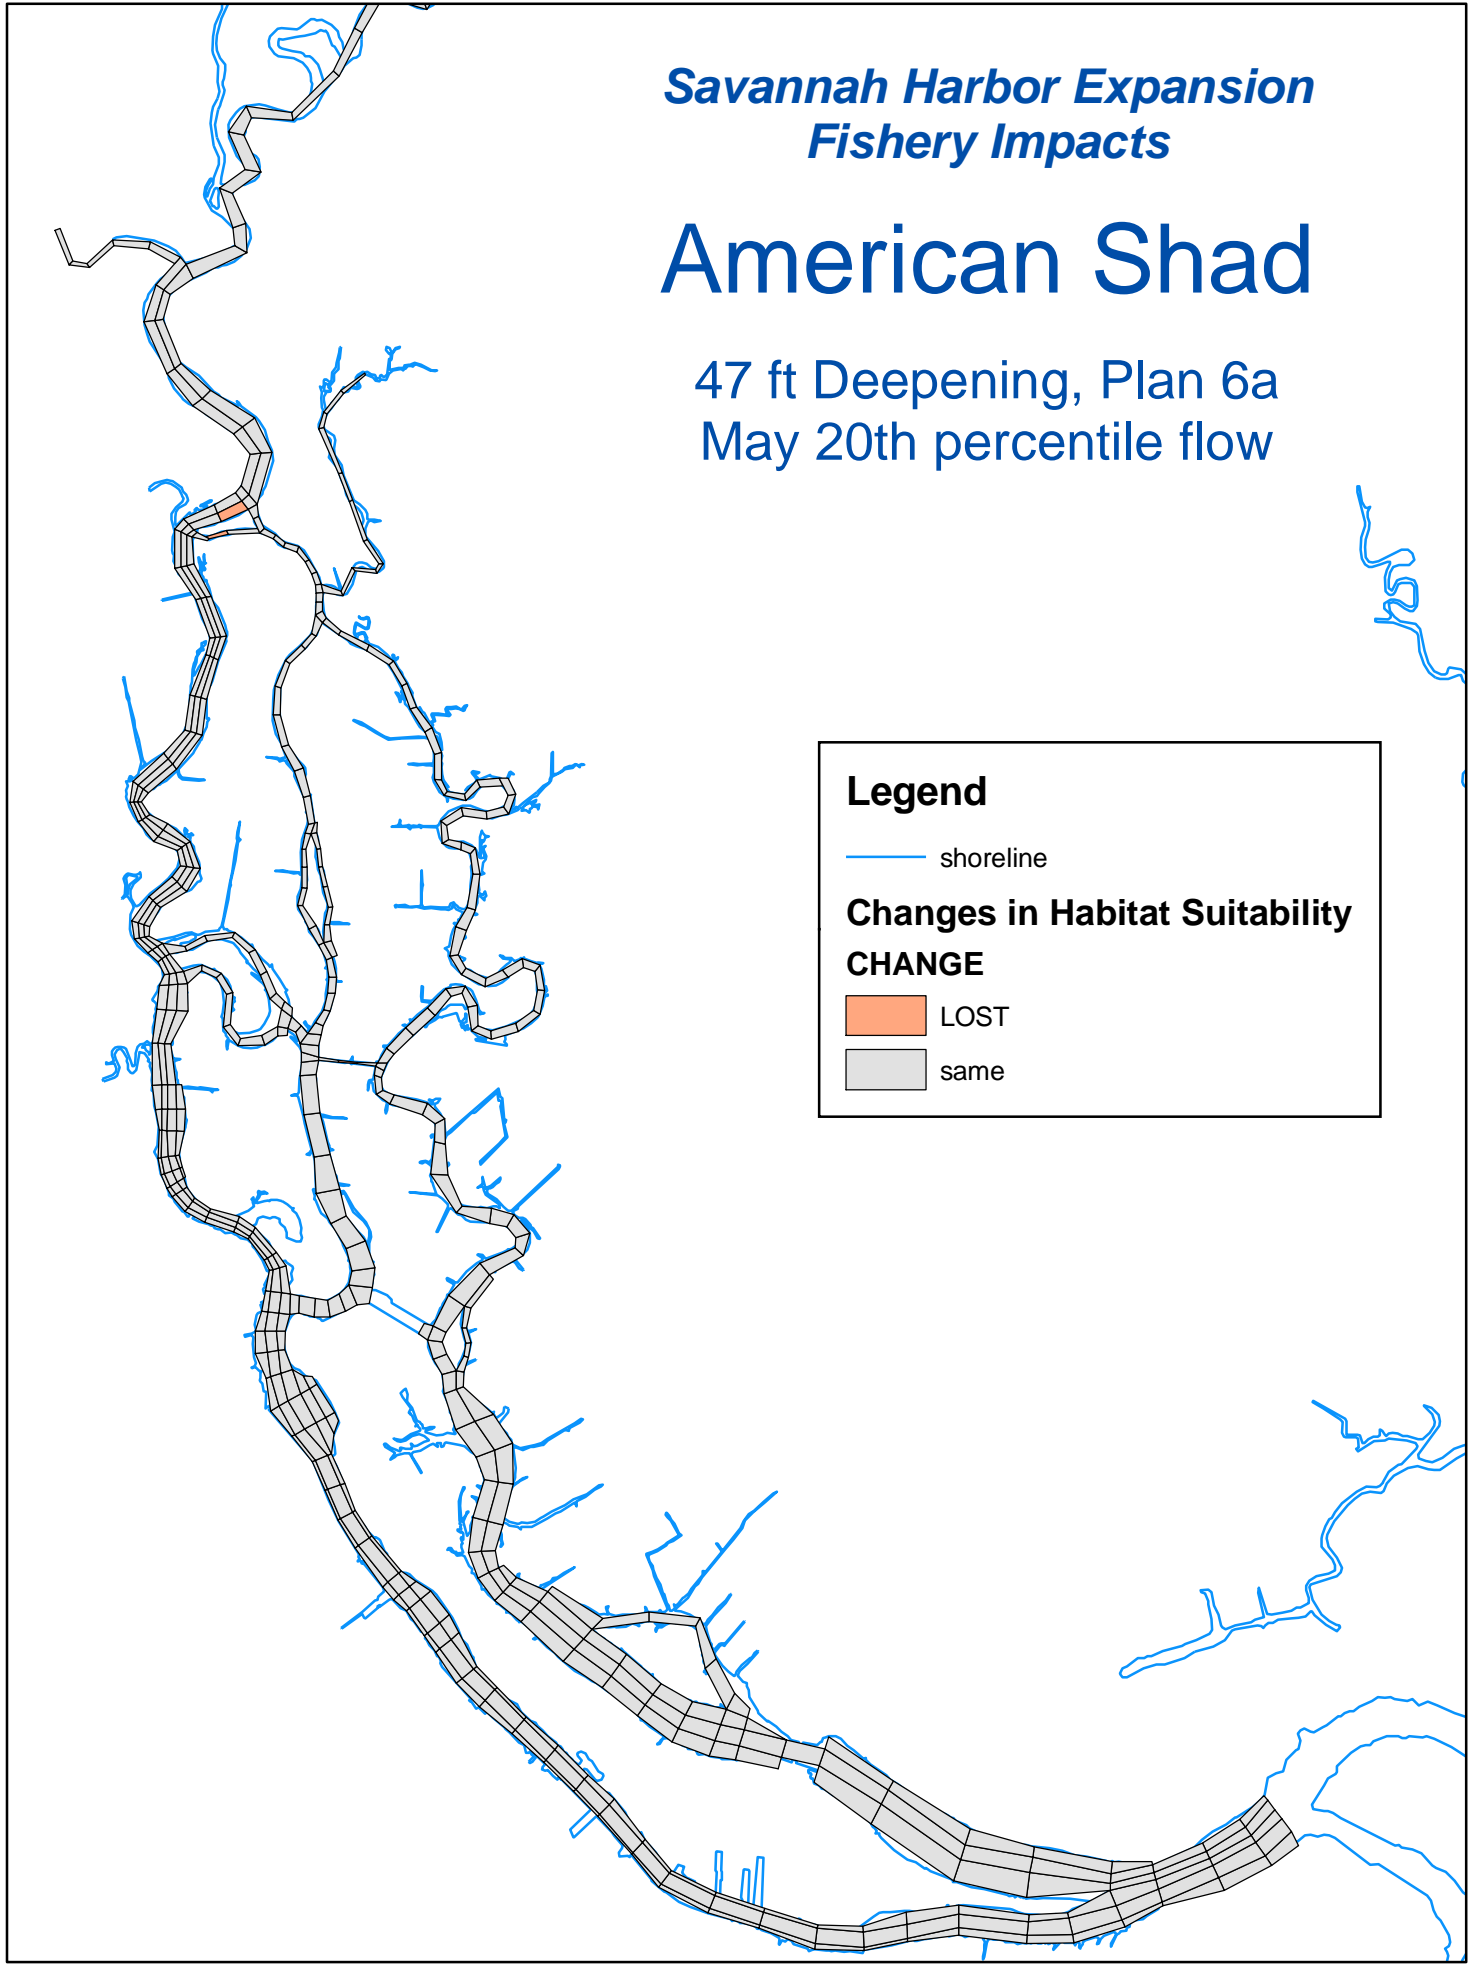 Savannah Harbor Expansion
Fishery Impacts
American Shad
47 ft Deepening, Plan 6a
May 20th percentile flow
Legend
shoreline
Changes in Habitat Suitability
CHANGE
LOST
same